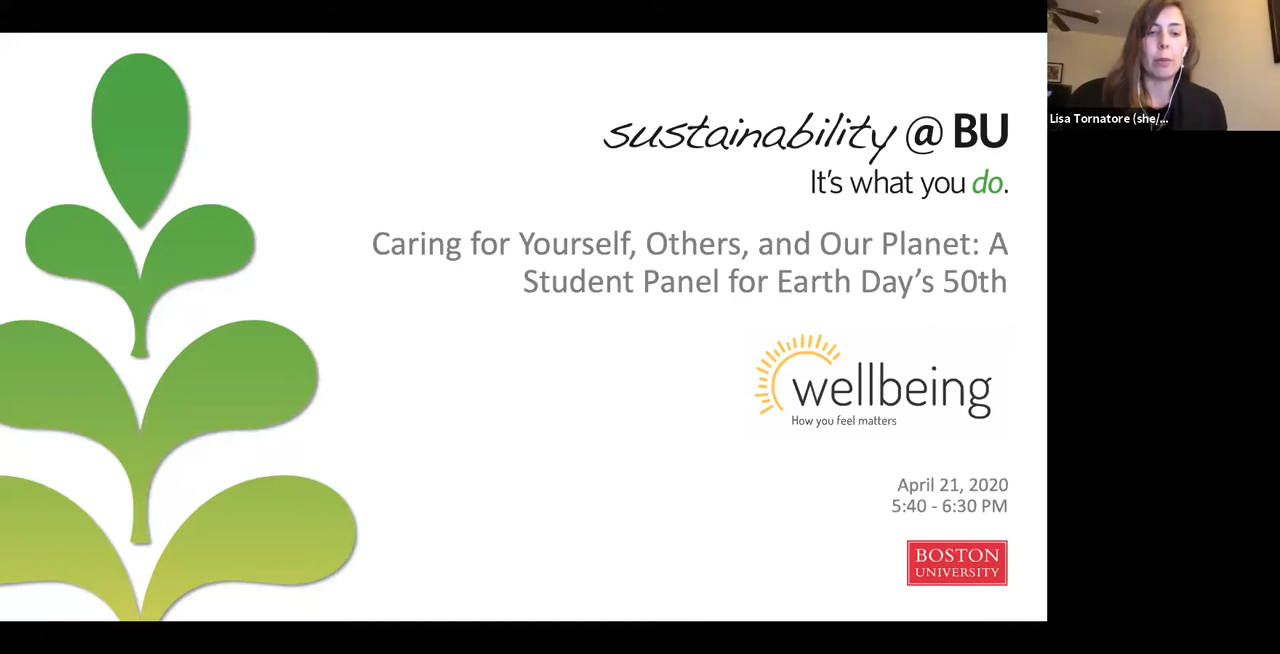 sustainability @ BU
It's what you do.
Caring for Yourself, Others, and Our Planet: A
Student Panel for Earth Day's 50th
wellbeing
How you feel matters
April 21, 2020
5:40 - 6:30 PM
BOSTON
UNIVERSITY
Lisa Tornatore (she/...